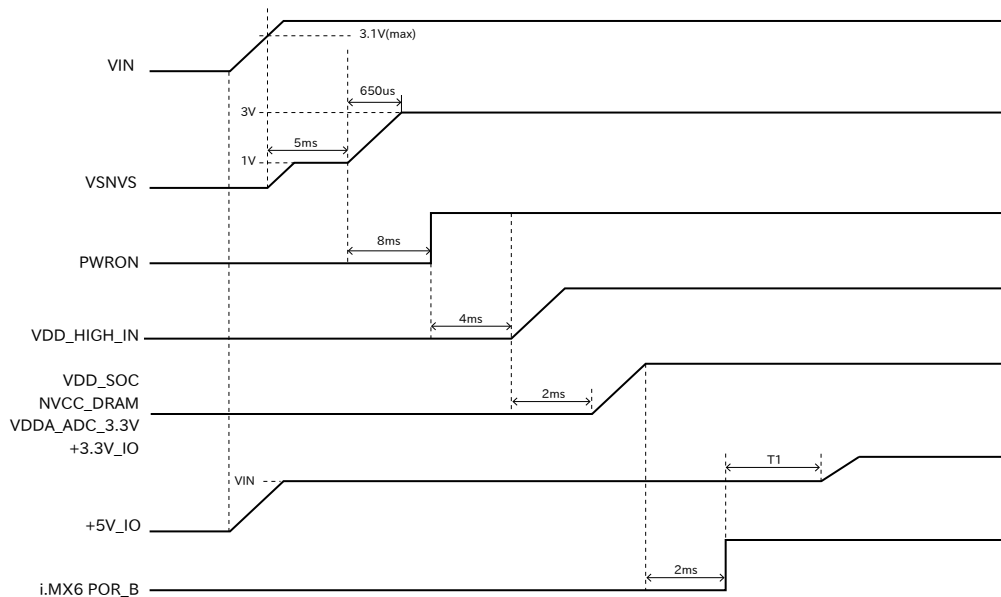 3.1V(max)
VIN
650us
3V
5ms
1V
VSNVS
8ms
PWRON
4ms
VDD_HIGH_IN
VDD_SOC
2ms
NVCC_DRAM
VDDA_ADC_3.3V
+3.3V_IO
T1
VIN
+5V_IO
2ms
i.MX6 POR_B